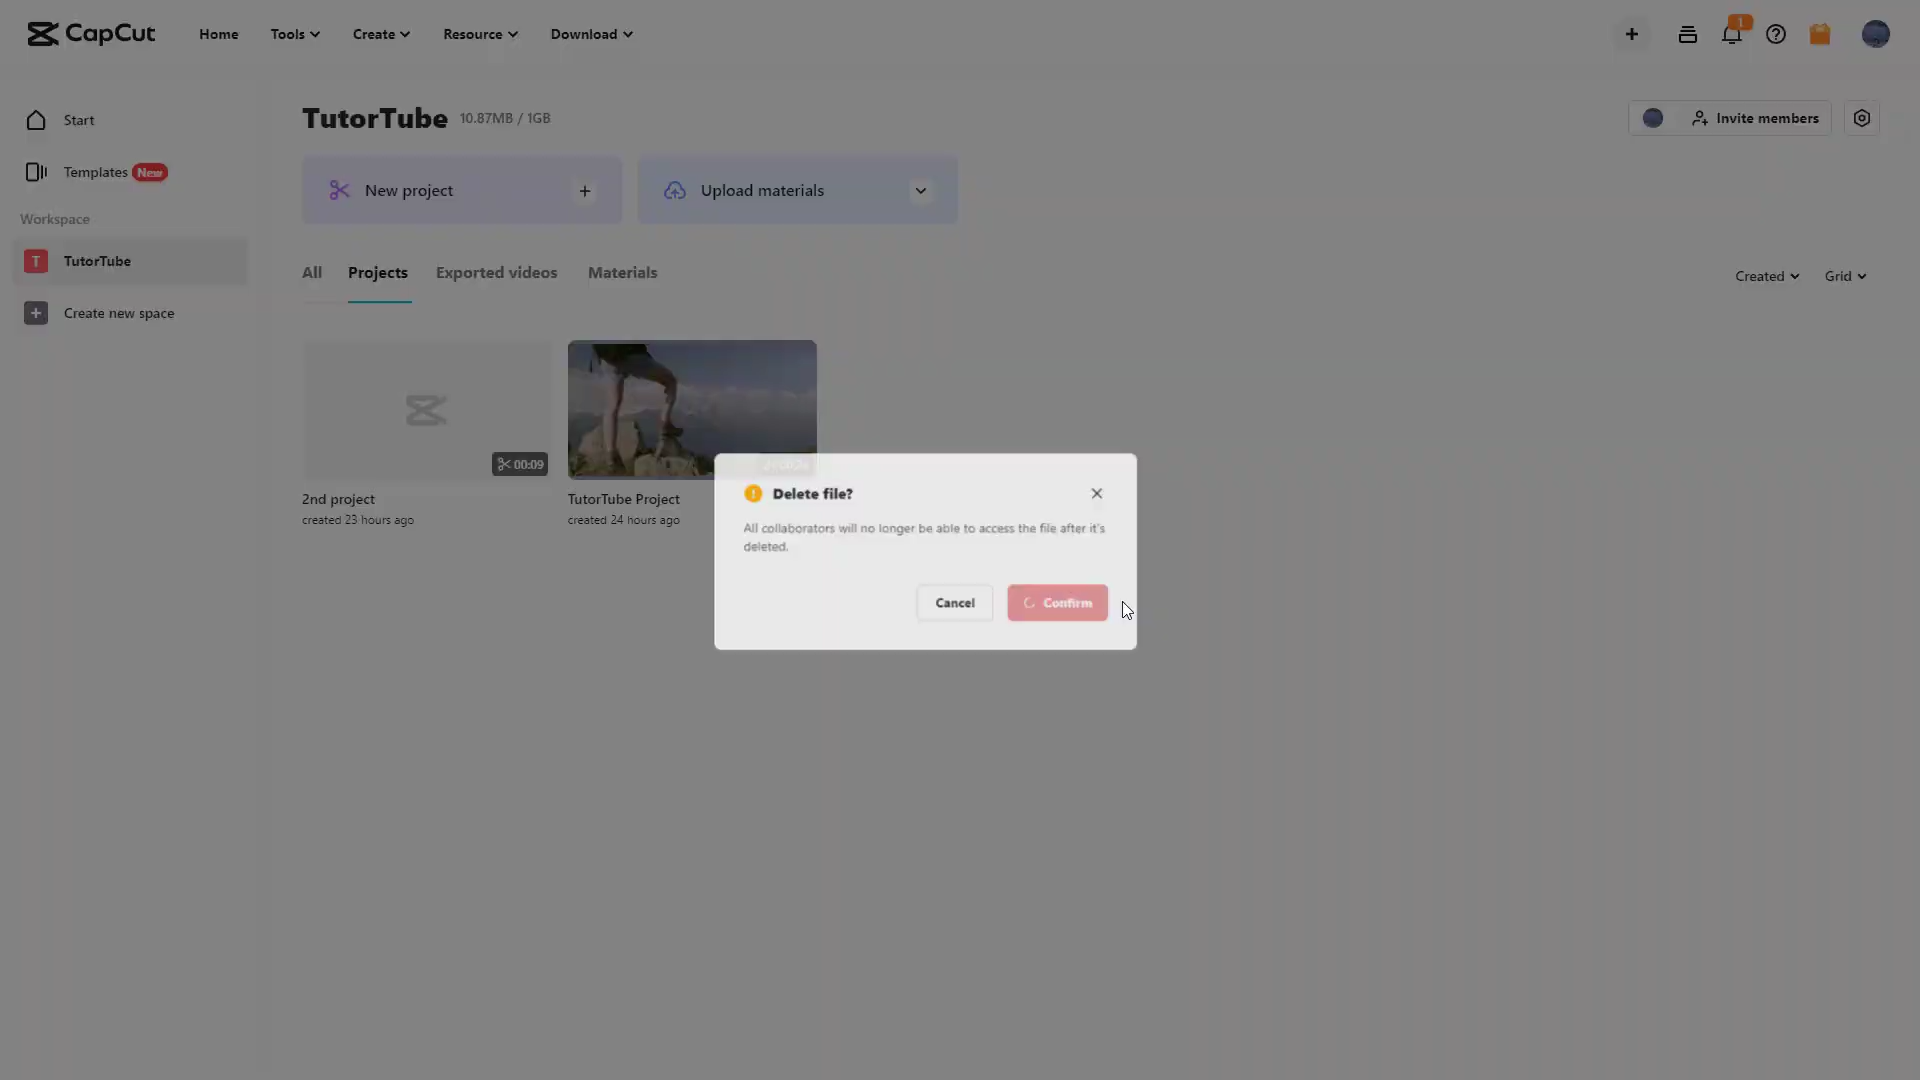 CapCut
Home
Tools
Create
Resource
Download
1
Start
Templates New
Workspace
T TutorTube
Create new space
TutorTube 10.87MB / 1GB
Invite members
New project
Upload materials
All
Projects
Exported videos
Materials
Created
Grid
00:09
2nd project
created 23 hours ago
TutorTube Project
created 24 hours ago
Delete file?
All collaborators will no longer be able to access the file after it's
deleted.
Cancel
Confirm